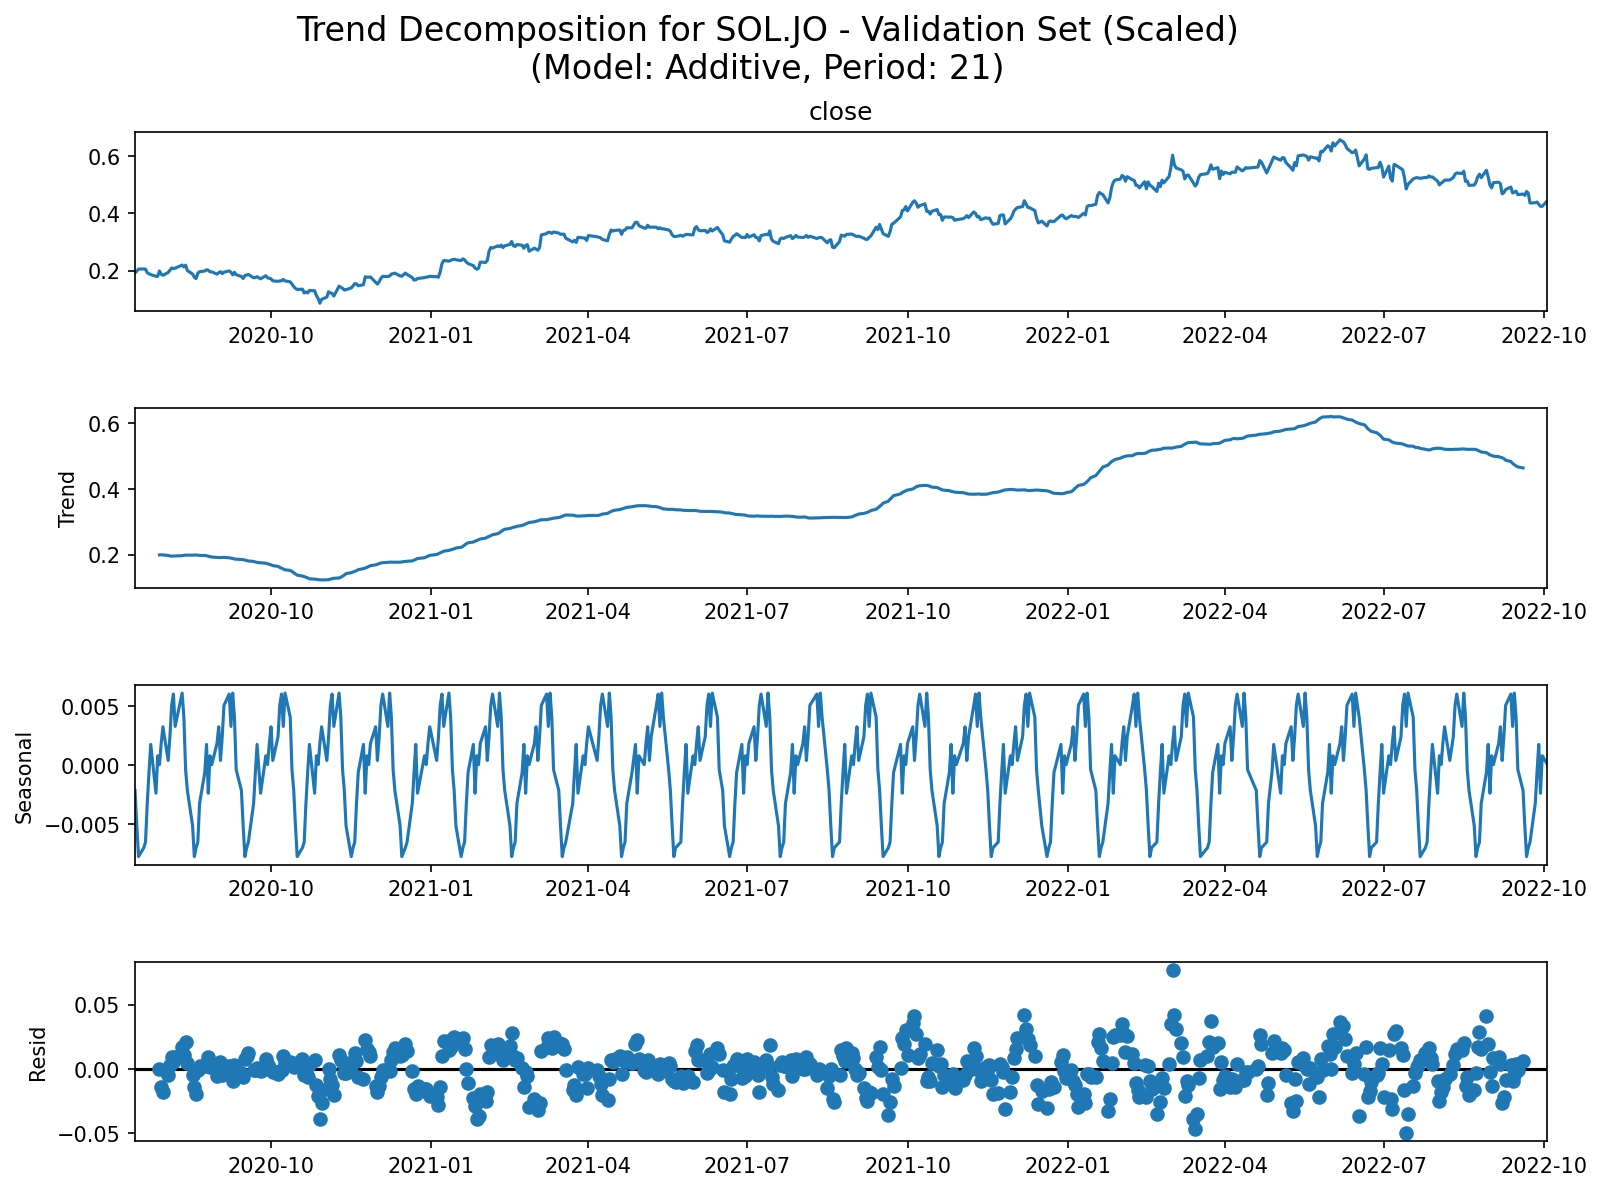 Trend Decomposition for SOL.JO - Validation Set (Scaled)
(Model: Additive, Period: 21)
close
0.6
0.4
0.2
2020-10 2021-01 2021-04 2021-07 2021-10 2022-01 2022-04 2022-07 2022-10
Trend
0.6
0.4
0.2
2020-10 2021-01 2021-04 2021-07 2021-10 2022-01 2022-04 2022-07 2022-10
Seasonal
0.005
0.000
−0.005
2020-10 2021-01 2021-04 2021-07 2021-10 2022-01 2022-04 2022-07 2022-10
Resid
0.05
0.00
−0.05
2020-10 2021-01 2021-04 2021-07 2021-10 2022-01 2022-04 2022-07 2022-10